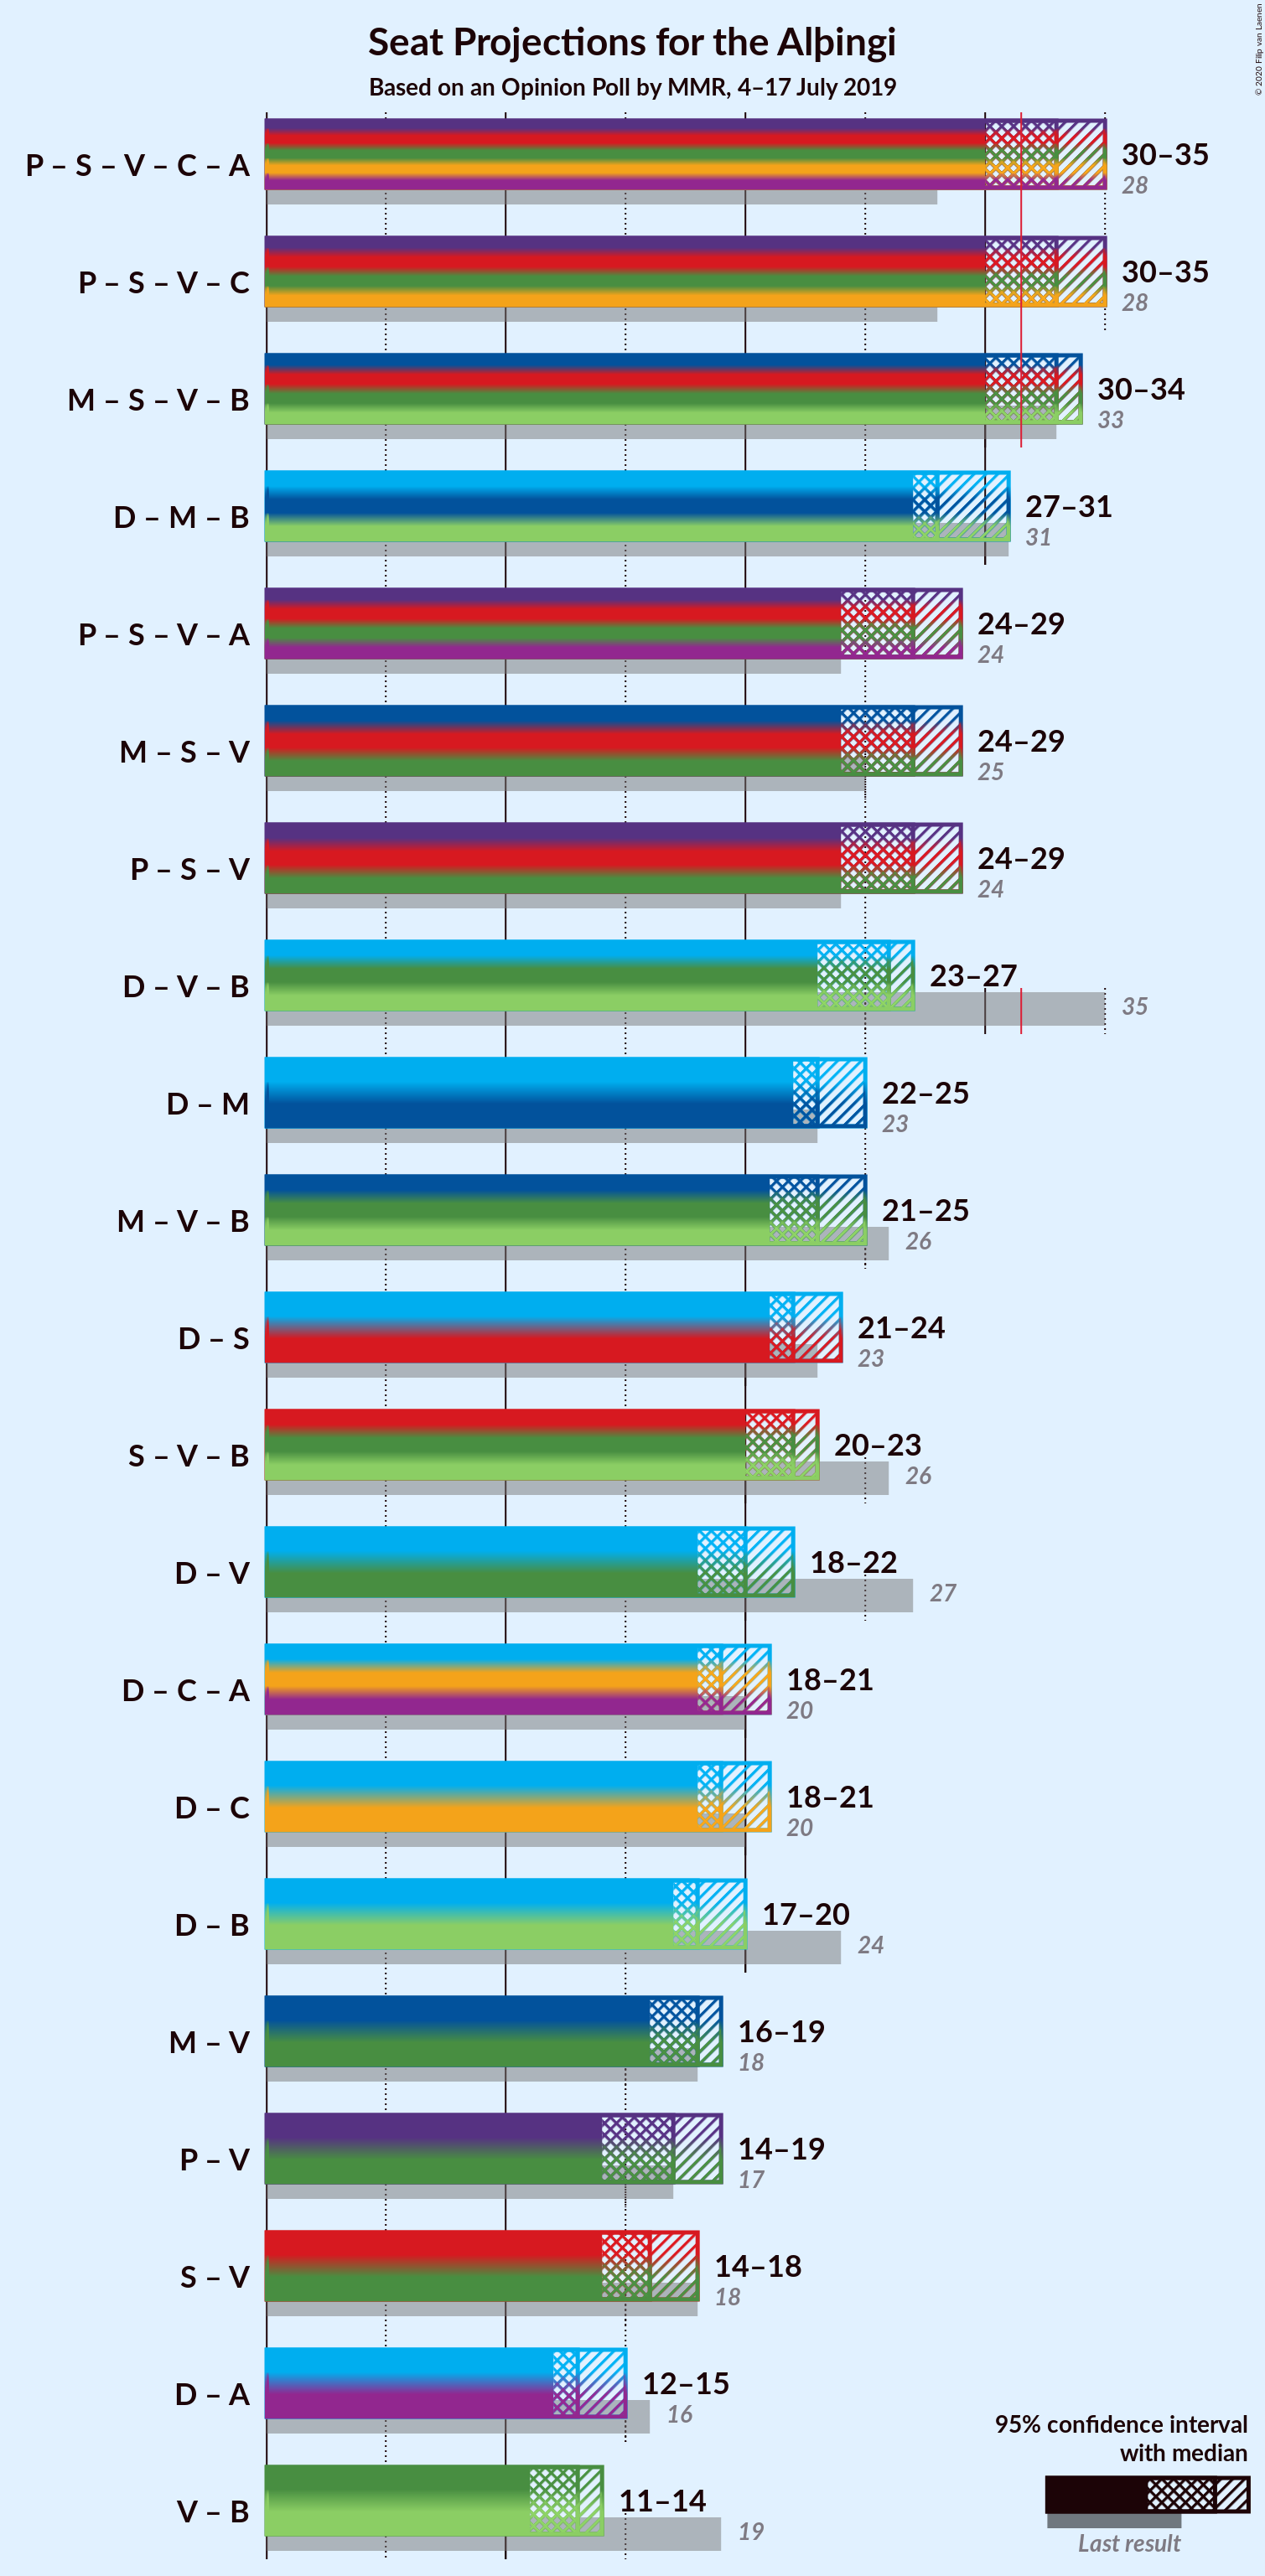 Seat Projections for the Alþingi
Based on an Opinion Poll by MMR, 4–17 July 2019
© 2020 Filip van Laenen
P – S – V – C – A
30–35
28
P – S – V – C
30–35
28
M – S – V – B
30–34
33
D – M – B
27–31
31
P – S – V – A
24–29
24
M – S – V
24–29
25
P – S – V
24–29
24
D – V – B
23–27
35
D – M
22–25
23
M – V – B
21–25
26
D – S
21–24
23
S – V – B
20–23
26
D – V
18–22
27
D – C – A
18–21
20
D – C
18–21
20
D – B
17–20
24
M – V
16–19
18
P – V
14–19
17
S – V
14–18
18
D – A
12–15
16
V – B
11–14
19
95% confidence interval
with median
Last result